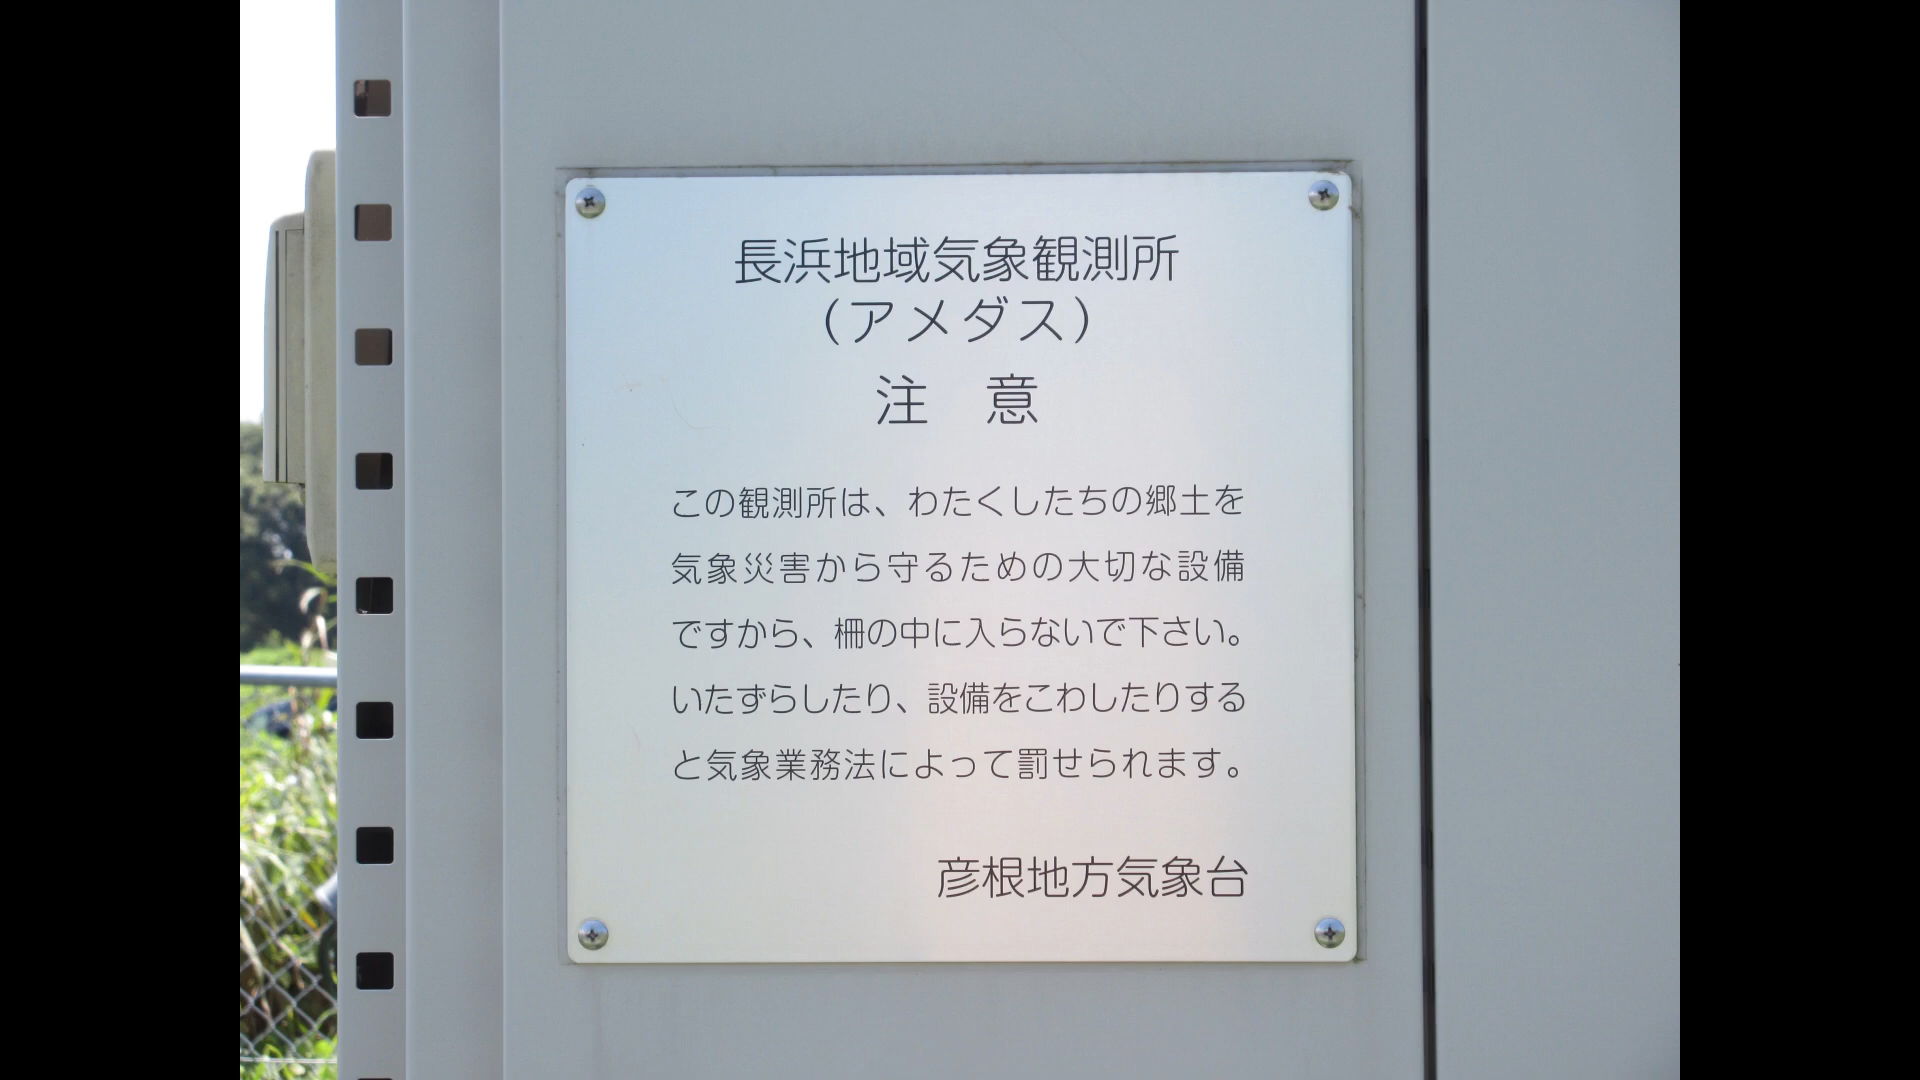 長浜地域気象観測所
(アメダス)
注　意
この観測所は、わたくしたちの郷土を
気象災害から守るための大切な設備
ですから、柵の中に入らないで下さい。
いたずらしたり、設備をこわしたりする
と気象業務法によって罰せられます。
彦根地方気象台